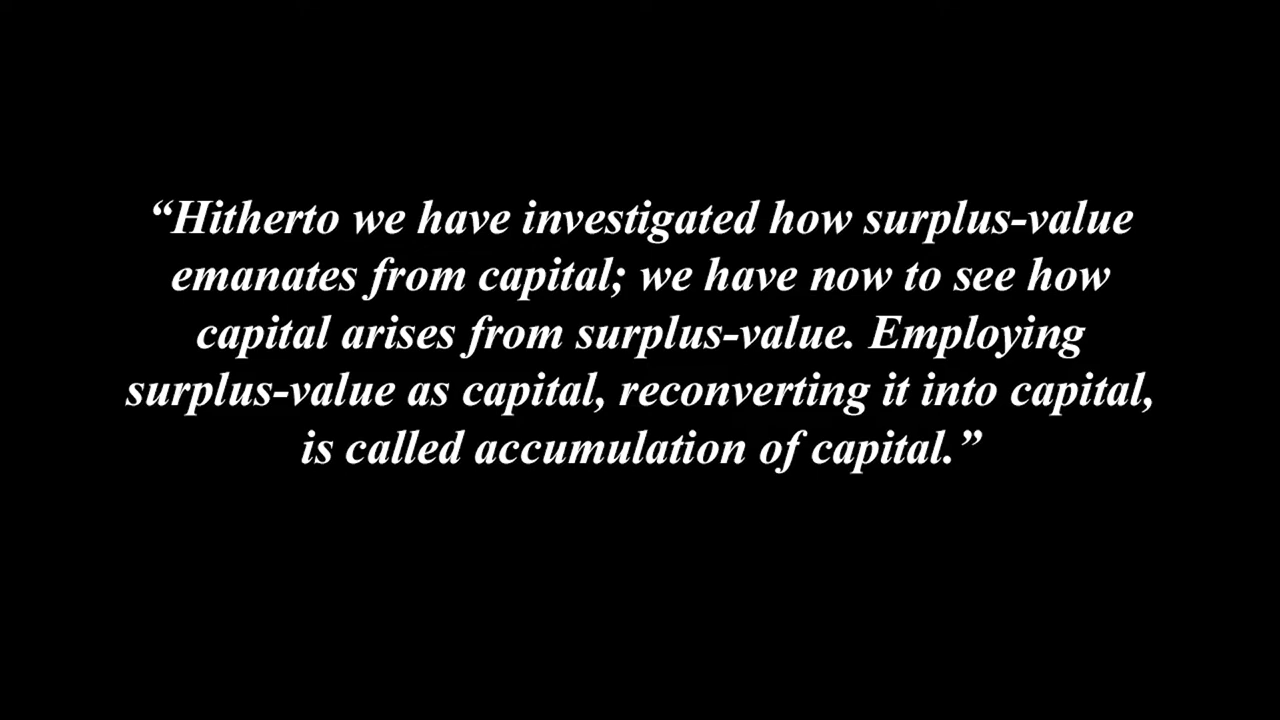 “Hitherto we have investigated how surplus-value
emanates from capital; we have now to see how
capital arises from surplus-value. Employing
surplus-value as capital, reconverting it into capital,
is called accumulation of capital.”